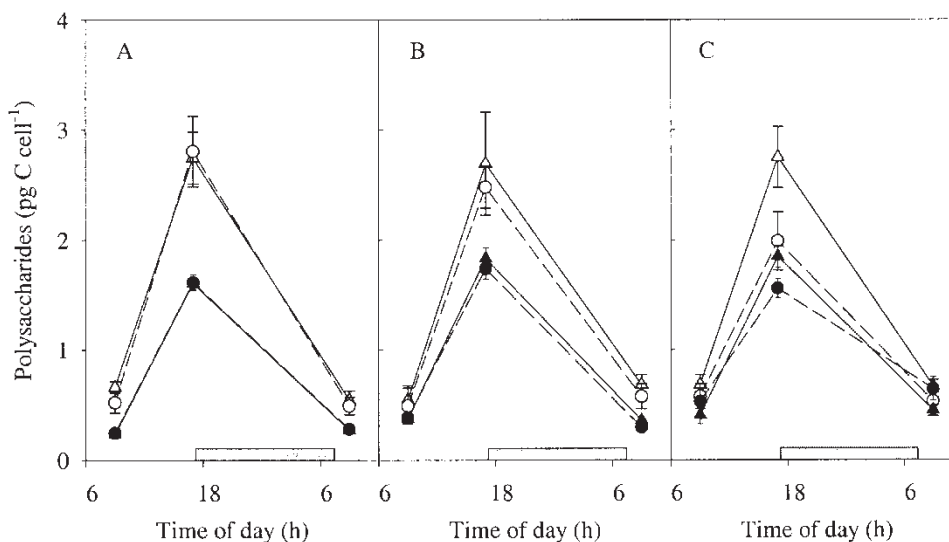 4
3
2
1
0
Polysaccharides (pg C cell⁻¹)
A
B
C
6 18 6 6 18 6 6 18 6
Time of day (h) Time of day (h) Time of day (h)